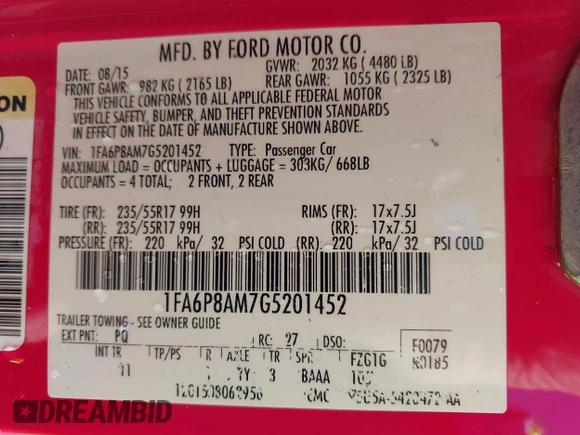 MFD. BY FORD MOTOR CO.
DATE: 08/15 GVWR: 2032 KG ( 4480 LB)
FRONT GAWR: 982 KG ( 2165 LB) REAR GAWR: 1055 KG ( 2325 LB)
THIS VEHICLE CONFORMS TO ALL APPLICABLE FEDERAL MOTOR
VEHICLE SAFETY, BUMPER, AND THEFT PREVENTION STANDARDS
IN EFFECT ON THE DATE OF MANUFACTURE SHOWN ABOVE.
VIN: 1FA6P8AM7G5201452 TYPE: Passenger Car
MAXIMUM LOAD = OCCUPANTS + LUGGAGE = 303KG/ 668LB
OCCUPANTS = 4 TOTAL; 2 FRONT, 2 REAR
TIRE (FR): 235/55R17 99H RIMS (FR): 17x7.5J
(RR): 235/55R17 99H (RR): 17x7.5J
PRESSURE (FR): 220 kPa/ 32 PSI COLD (RR): 220 kPa/ 32 PSI COLD
1FA6P8AM7G5201452
TRAILER TOWING - SEE OWNER GUIDE
EXT PNT: PQ RC: 27 DSO: F0079
INT TR TP/PS R AXLE TR SPR FZG1G R0185
3 BAAA
ON
DREAMBID